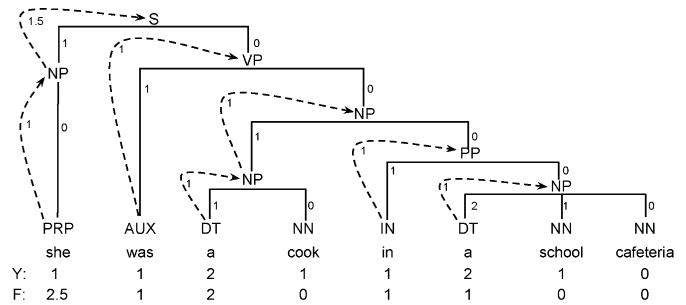 1.5 S
1 0
NP 1 VP
1 0
1 NP
1 0
1 0 1 PP
1 0
NP 1 NP
1 1 0 2 1 0
PRP AUX DT NN IN DT NN NN
she was a cook in a school cafeteria
Y: 1 1 2 1 1 2 1 0
F: 2.5 1 2 0 1 1 0 0